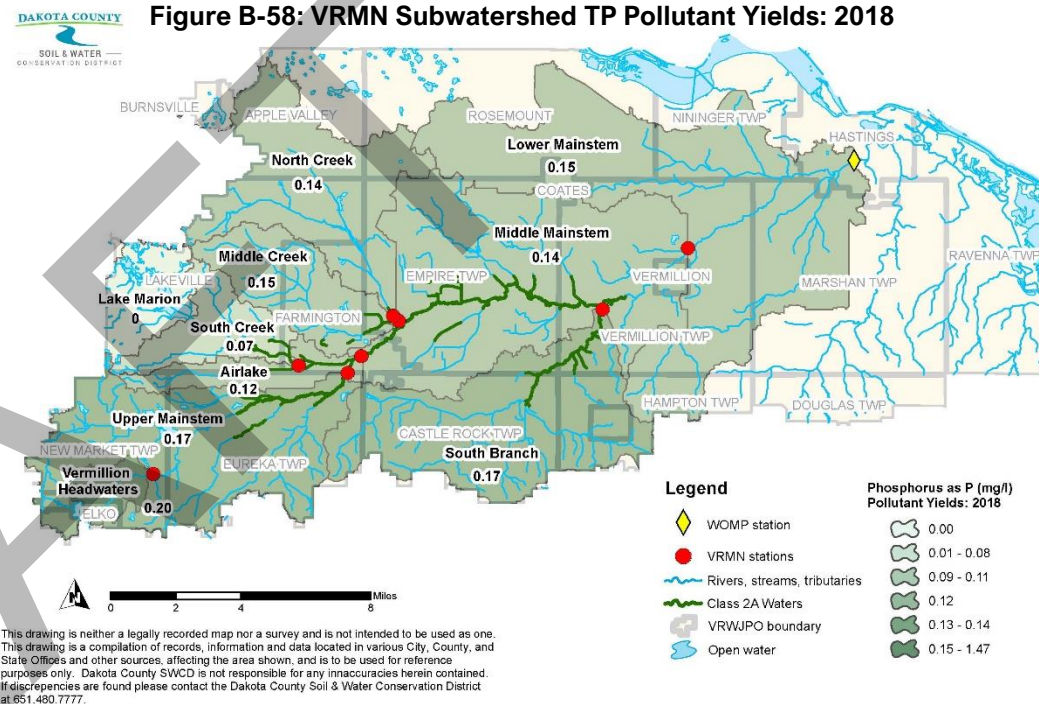 Figure B-58: VRMN Subwatershed TP Pollutant Yields: 2018
DAKOTA COUNTY
SOIL & WATER
CONSERVATION DISTRICT
BURNSVILLE
APPLE VALLEY
ROSEMOUNT
NININGER TWP
HASTINGS
Lower Mainstem
0.15
North Creek
0.14
COATES
Middle Mainstem
0.14
Middle Creek
0.15
LAKEVILLE
EMPIRE TWP
VERMILLION
RAVENNA TWP
MARSHAN TWP
Lake Marion
0
FARMINGTON
South Creek
0.07
VERMILLION TWP
Airlake
0.12
HAMPTON TWP
DOUGLAS TWP
Upper Mainstem
0.17
CASTLE ROCK TWP
NEW MARKET TWP
South Branch
0.17
EUREKA TWP
Vermillion
Headwaters
0.20
ELKO
Legend
WOMP station
VRMN stations
Rivers, streams, tributaries
Class 2A Waters
VRWJPO boundary
Open water
Phosphorus as P (mg/l)
Pollutant Yields: 2018
0.00
0.01 - 0.08
0.09 - 0.11
0.12
0.13 - 0.14
0.15 - 1.47
N
Miles
0 2 4 8
This drawing is neither a legally recorded map nor a survey and is not intended to be used as one.
This drawing is a compilation of records, information and data located in various City, County, and
State Offices and other sources, affecting the area shown, and is to be used for reference
purposes only. Dakota County SWCD is not responsible for any innaccuracies herein contained.
If discrepencies are found please contact the Dakota County Soil & Water Conservation District
at 651.480.7777.